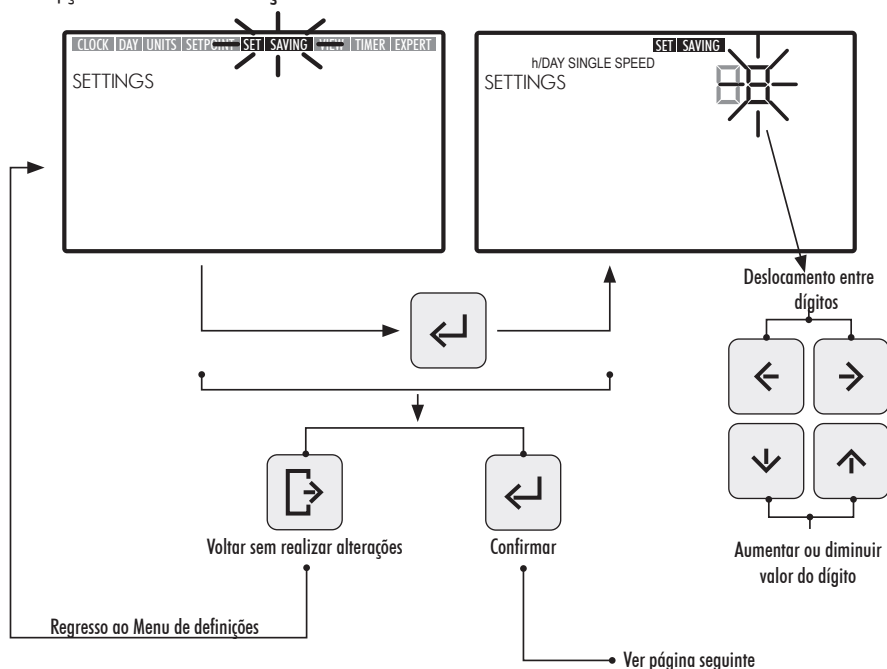 CLOCK DAY UNITS SETPOINT SET SAVING VIEW TIMER EXPERT
SETTINGS
SET SAVING
h/DAY SINGLE SPEED
SETTINGS
Deslocamento entre
dígitos
Voltar sem realizar alterações
Confirmar
Aumentar ou diminuir
valor do dígito
Regresso ao Menu de definições
Ver página seguinte